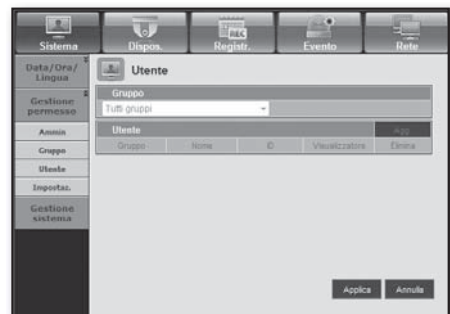 Sistema
Dispos.
REC
Registr.
Evento
Rete
Data/Ora/
Lingua
Gestione
permesso
Ammin
Gruppo
Utente
Impostaz.
Gestione
sistema
Utente
Gruppo
Tutti gruppi
Utente
Agg
Gruppo Nome ID Visualizzatore Elimina
Applica Annulla